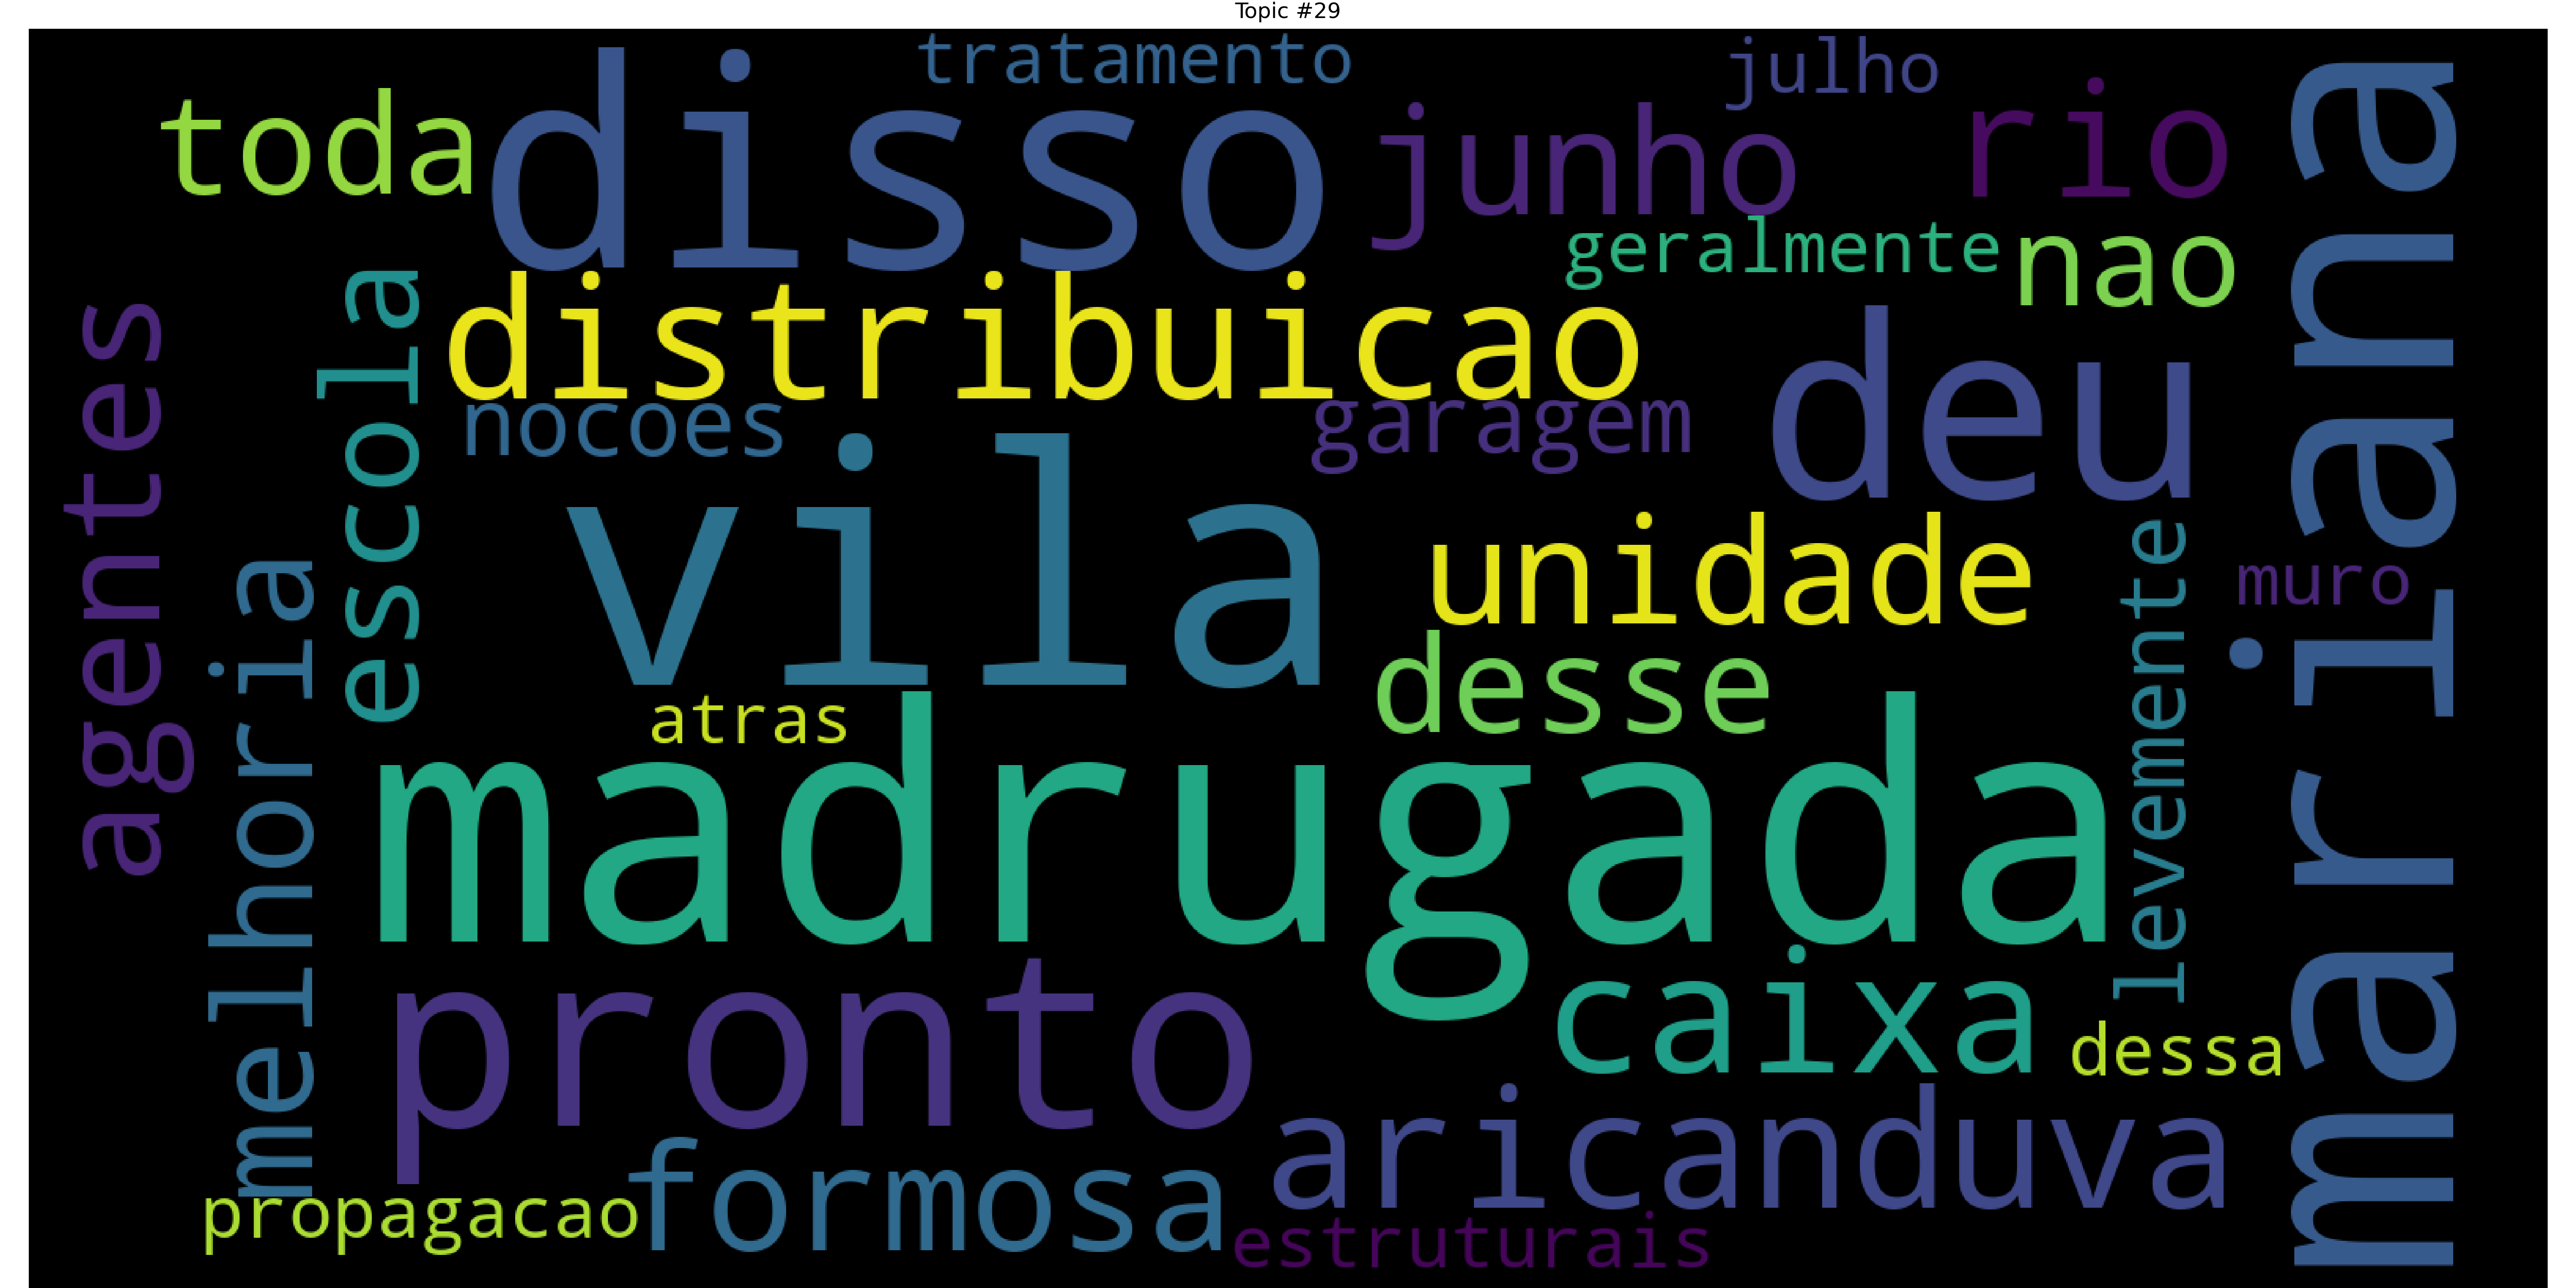 Topic #29
tratamento
julho
toda
disso
junho
rio
geralmente
nao
mariana
agentes
escola
distribuicao
nocoes
garagem
deu
vila
unidade
muro
melhoria
levemente
desse
atras
madrugada
pronto
caixa
dessa
formosa
aricanduva
propagacao
estruturais